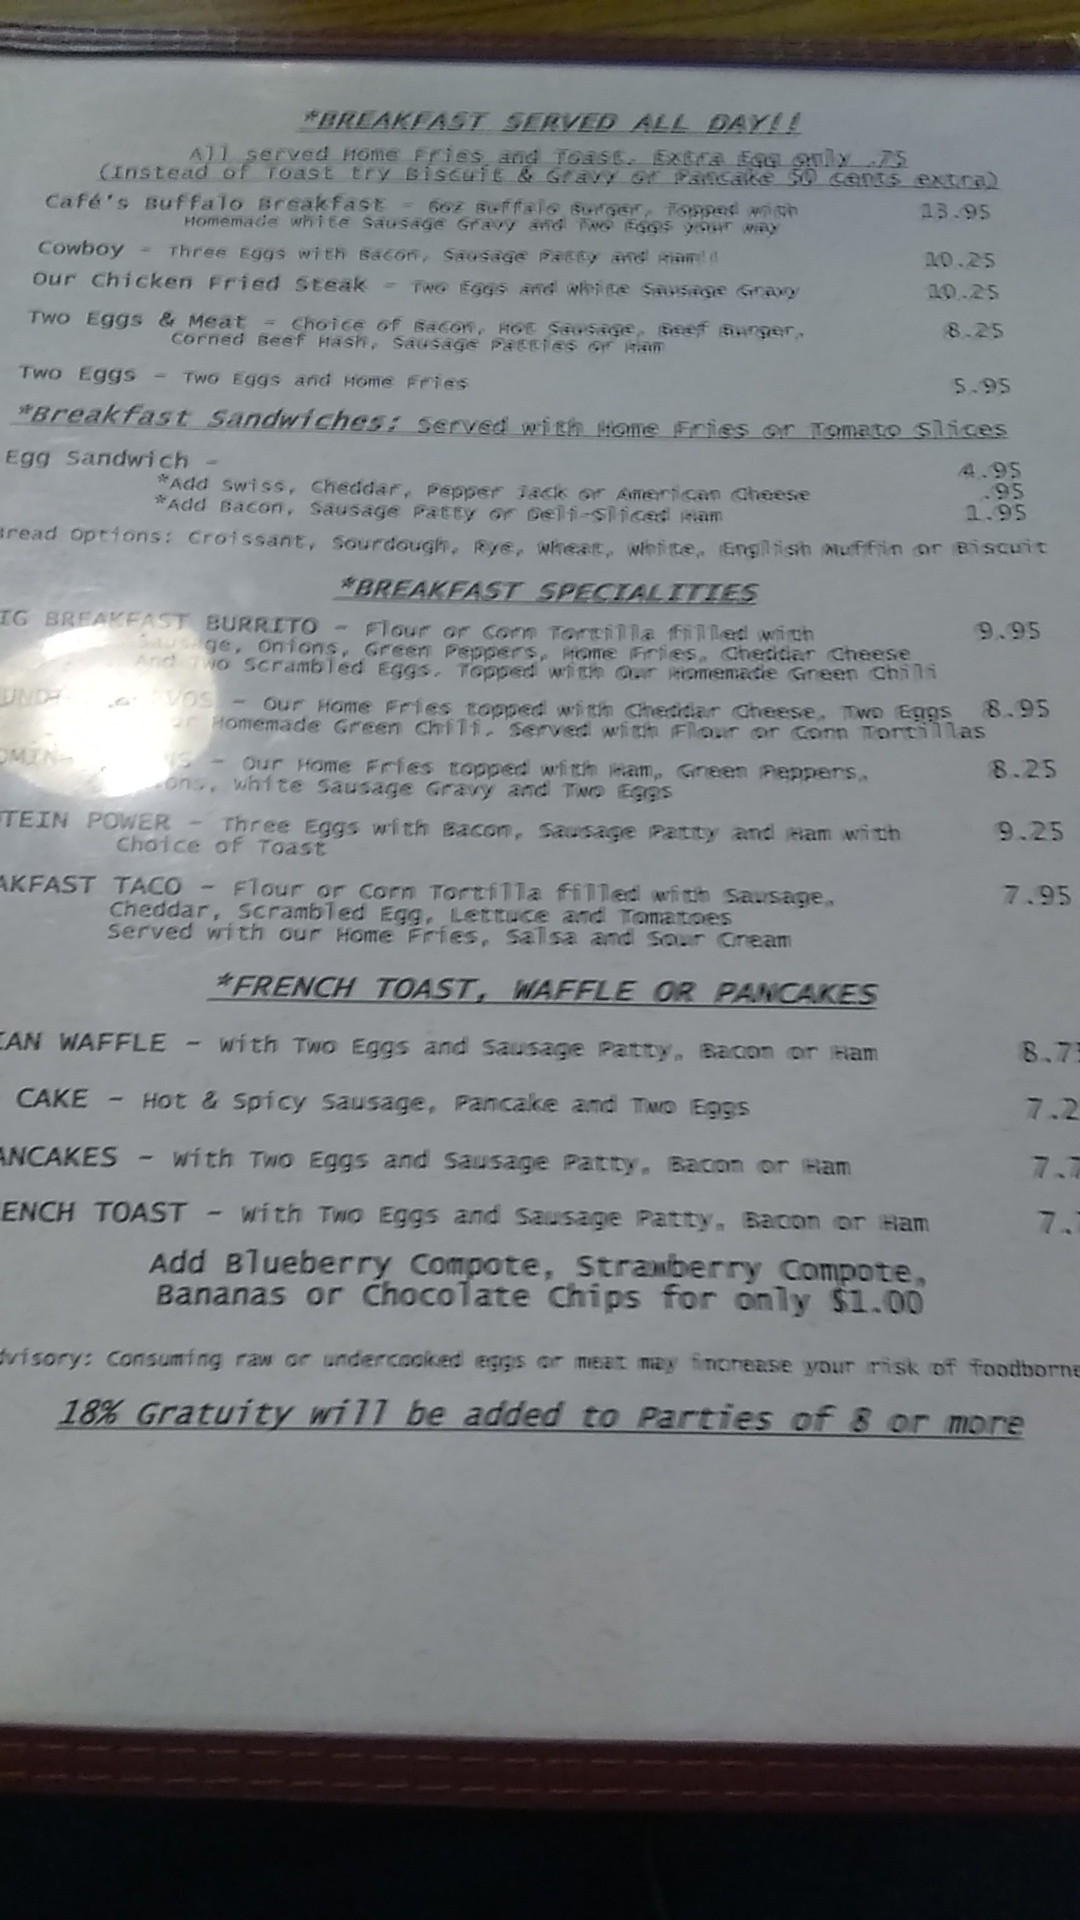 *BREAKFAST SERVED ALL DAY!!
All served Home Fries and Toast. Extra Egg only .75
(Instead of Toast try Biscuit & Gravy or Pancake 50 cents extra)
Café's Buffalo Breakfast - 6oz Buffalo Burger, Topped with 13.95
Homemade White Sausage Gravy and Two Eggs your way
Cowboy - Three Eggs with Bacon, Sausage Patty and Ham!! 10.25
Our Chicken Fried Steak - Two Eggs and White Sausage Gravy 10.25
Two Eggs & Meat - Choice of Bacon, Hot Sausage, Beef Burger, 8.25
Corned Beef Hash, Sausage Patties or Ham
Two Eggs - Two Eggs and Home Fries 5.95
*Breakfast Sandwiches: Served with Home Fries or Tomato Slices
Egg Sandwich - 4.95
*Add Swiss, Cheddar, Pepper Jack or American Cheese .95
*Add Bacon, Sausage Patty or Deli-Sliced Ham 1.95
read Options: Croissant, Sourdough, Rye, Wheat, White, English Muffin or Biscuit
*BREAKFAST SPECIALITIES
IG BREAKFAST BURRITO - Flour or Corn Tortilla filled with 9.95
Sausage, Onions, Green Peppers, Home Fries, Cheddar Cheese
And Two Scrambled Eggs. Topped with Our Homemade Green Chili
- Our Home Fries topped with Cheddar Cheese, Two Eggs 8.95
Homemade Green Chili. Served with Flour or Corn Tortillas
- Our Home Fries topped with Ham, Green Peppers, 8.25
ons, White Sausage Gravy and Two Eggs
TEIN POWER - Three Eggs with Bacon, Sausage Patty and Ham with 9.25
Choice of Toast
AKFAST TACO - Flour or Corn Tortilla filled with Sausage, 7.95
Cheddar, Scrambled Egg, Lettuce and Tomatoes
Served with our Home Fries, Salsa and Sour Cream
*FRENCH TOAST, WAFFLE OR PANCAKES
AN WAFFLE - With Two Eggs and Sausage Patty, Bacon or Ham 8.7
CAKE - Hot & Spicy Sausage, Pancake and Two Eggs 7.2
ANCAKES - With Two Eggs and Sausage Patty, Bacon or Ham 7.7
ENCH TOAST - With Two Eggs and Sausage Patty, Bacon or Ham 7.
Add Blueberry Compote, Strawberry Compote,
Bananas or Chocolate Chips for only $1.00
dvisory: Consuming raw or undercooked eggs or meat may increase your risk of foodborne
18% Gratuity will be added to Parties of 8 or more